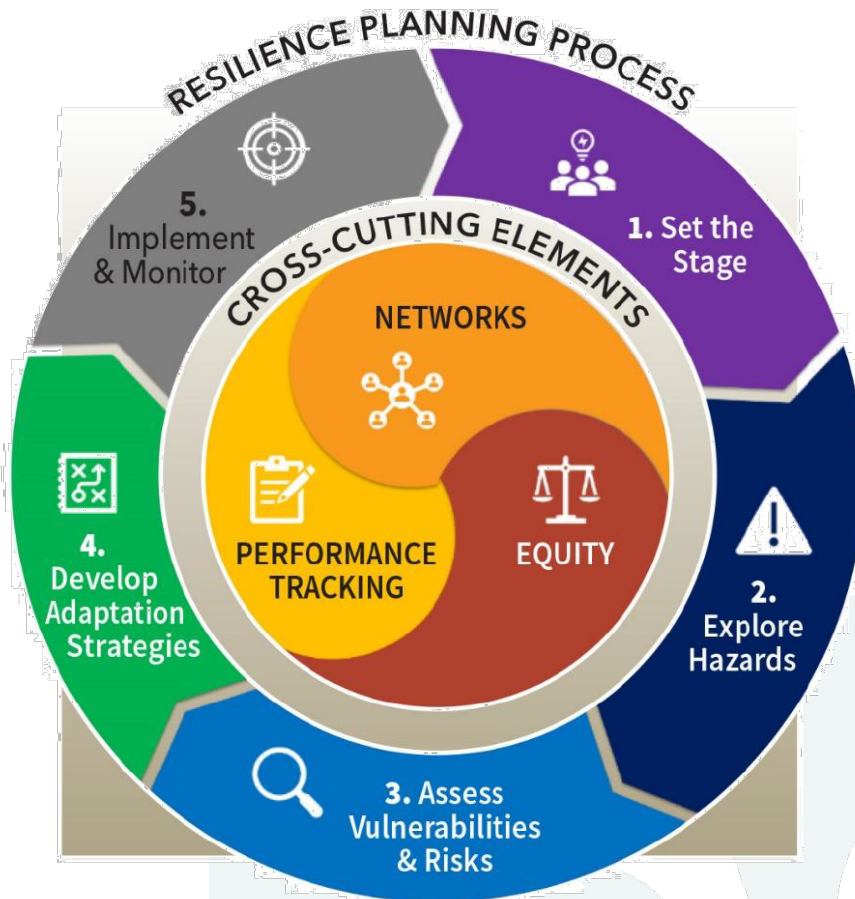 RESILIENCE PLANNING PROCESS
1. Set the
Stage
2.
Explore
Hazards
3. Assess
Vulnerabilities
& Risks
4.
Develop
Adaptation
Strategies
5.
Implement
& Monitor
CROSS-CUTTING ELEMENTS
NETWORKS
EQUITY
PERFORMANCE
TRACKING